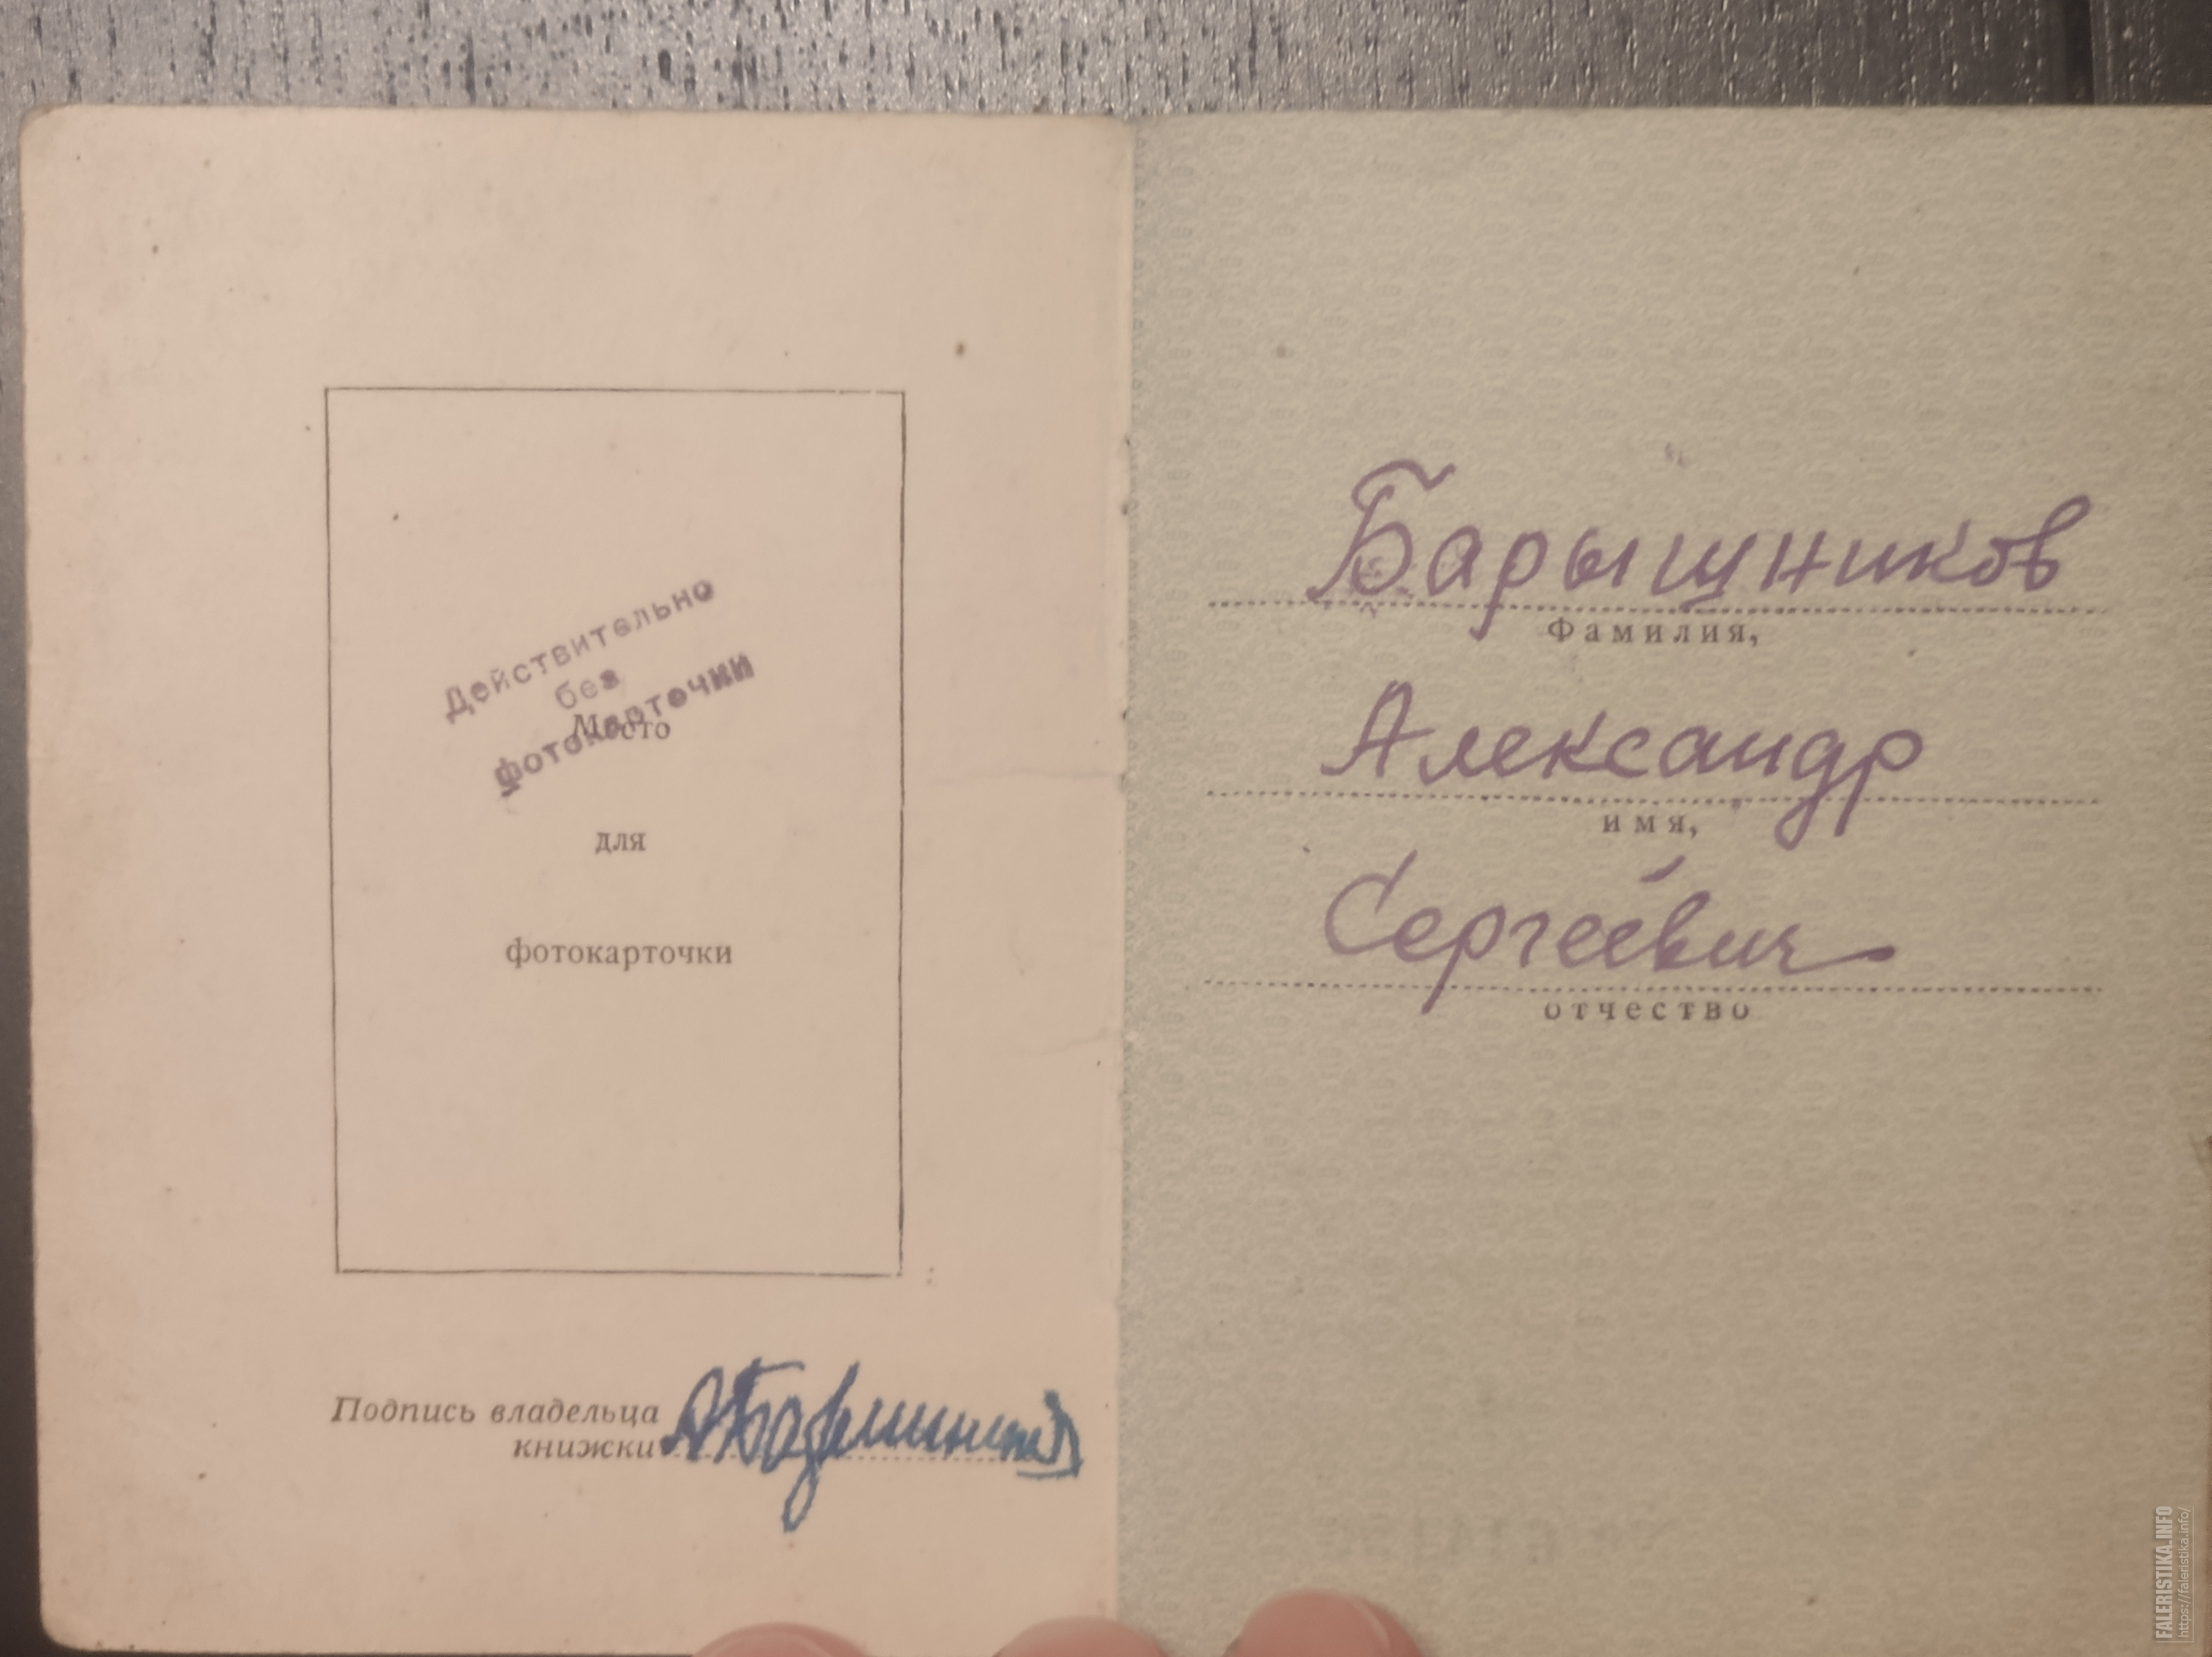 Действительно
без
фотокарточки
Место
для
фотокарточки
Подпись владельца
книжки
Барышников
Фамилия,
Александр
имя,
Сергеевич
отчество
FALERISTIKA.INFO
https://faleristika.info/